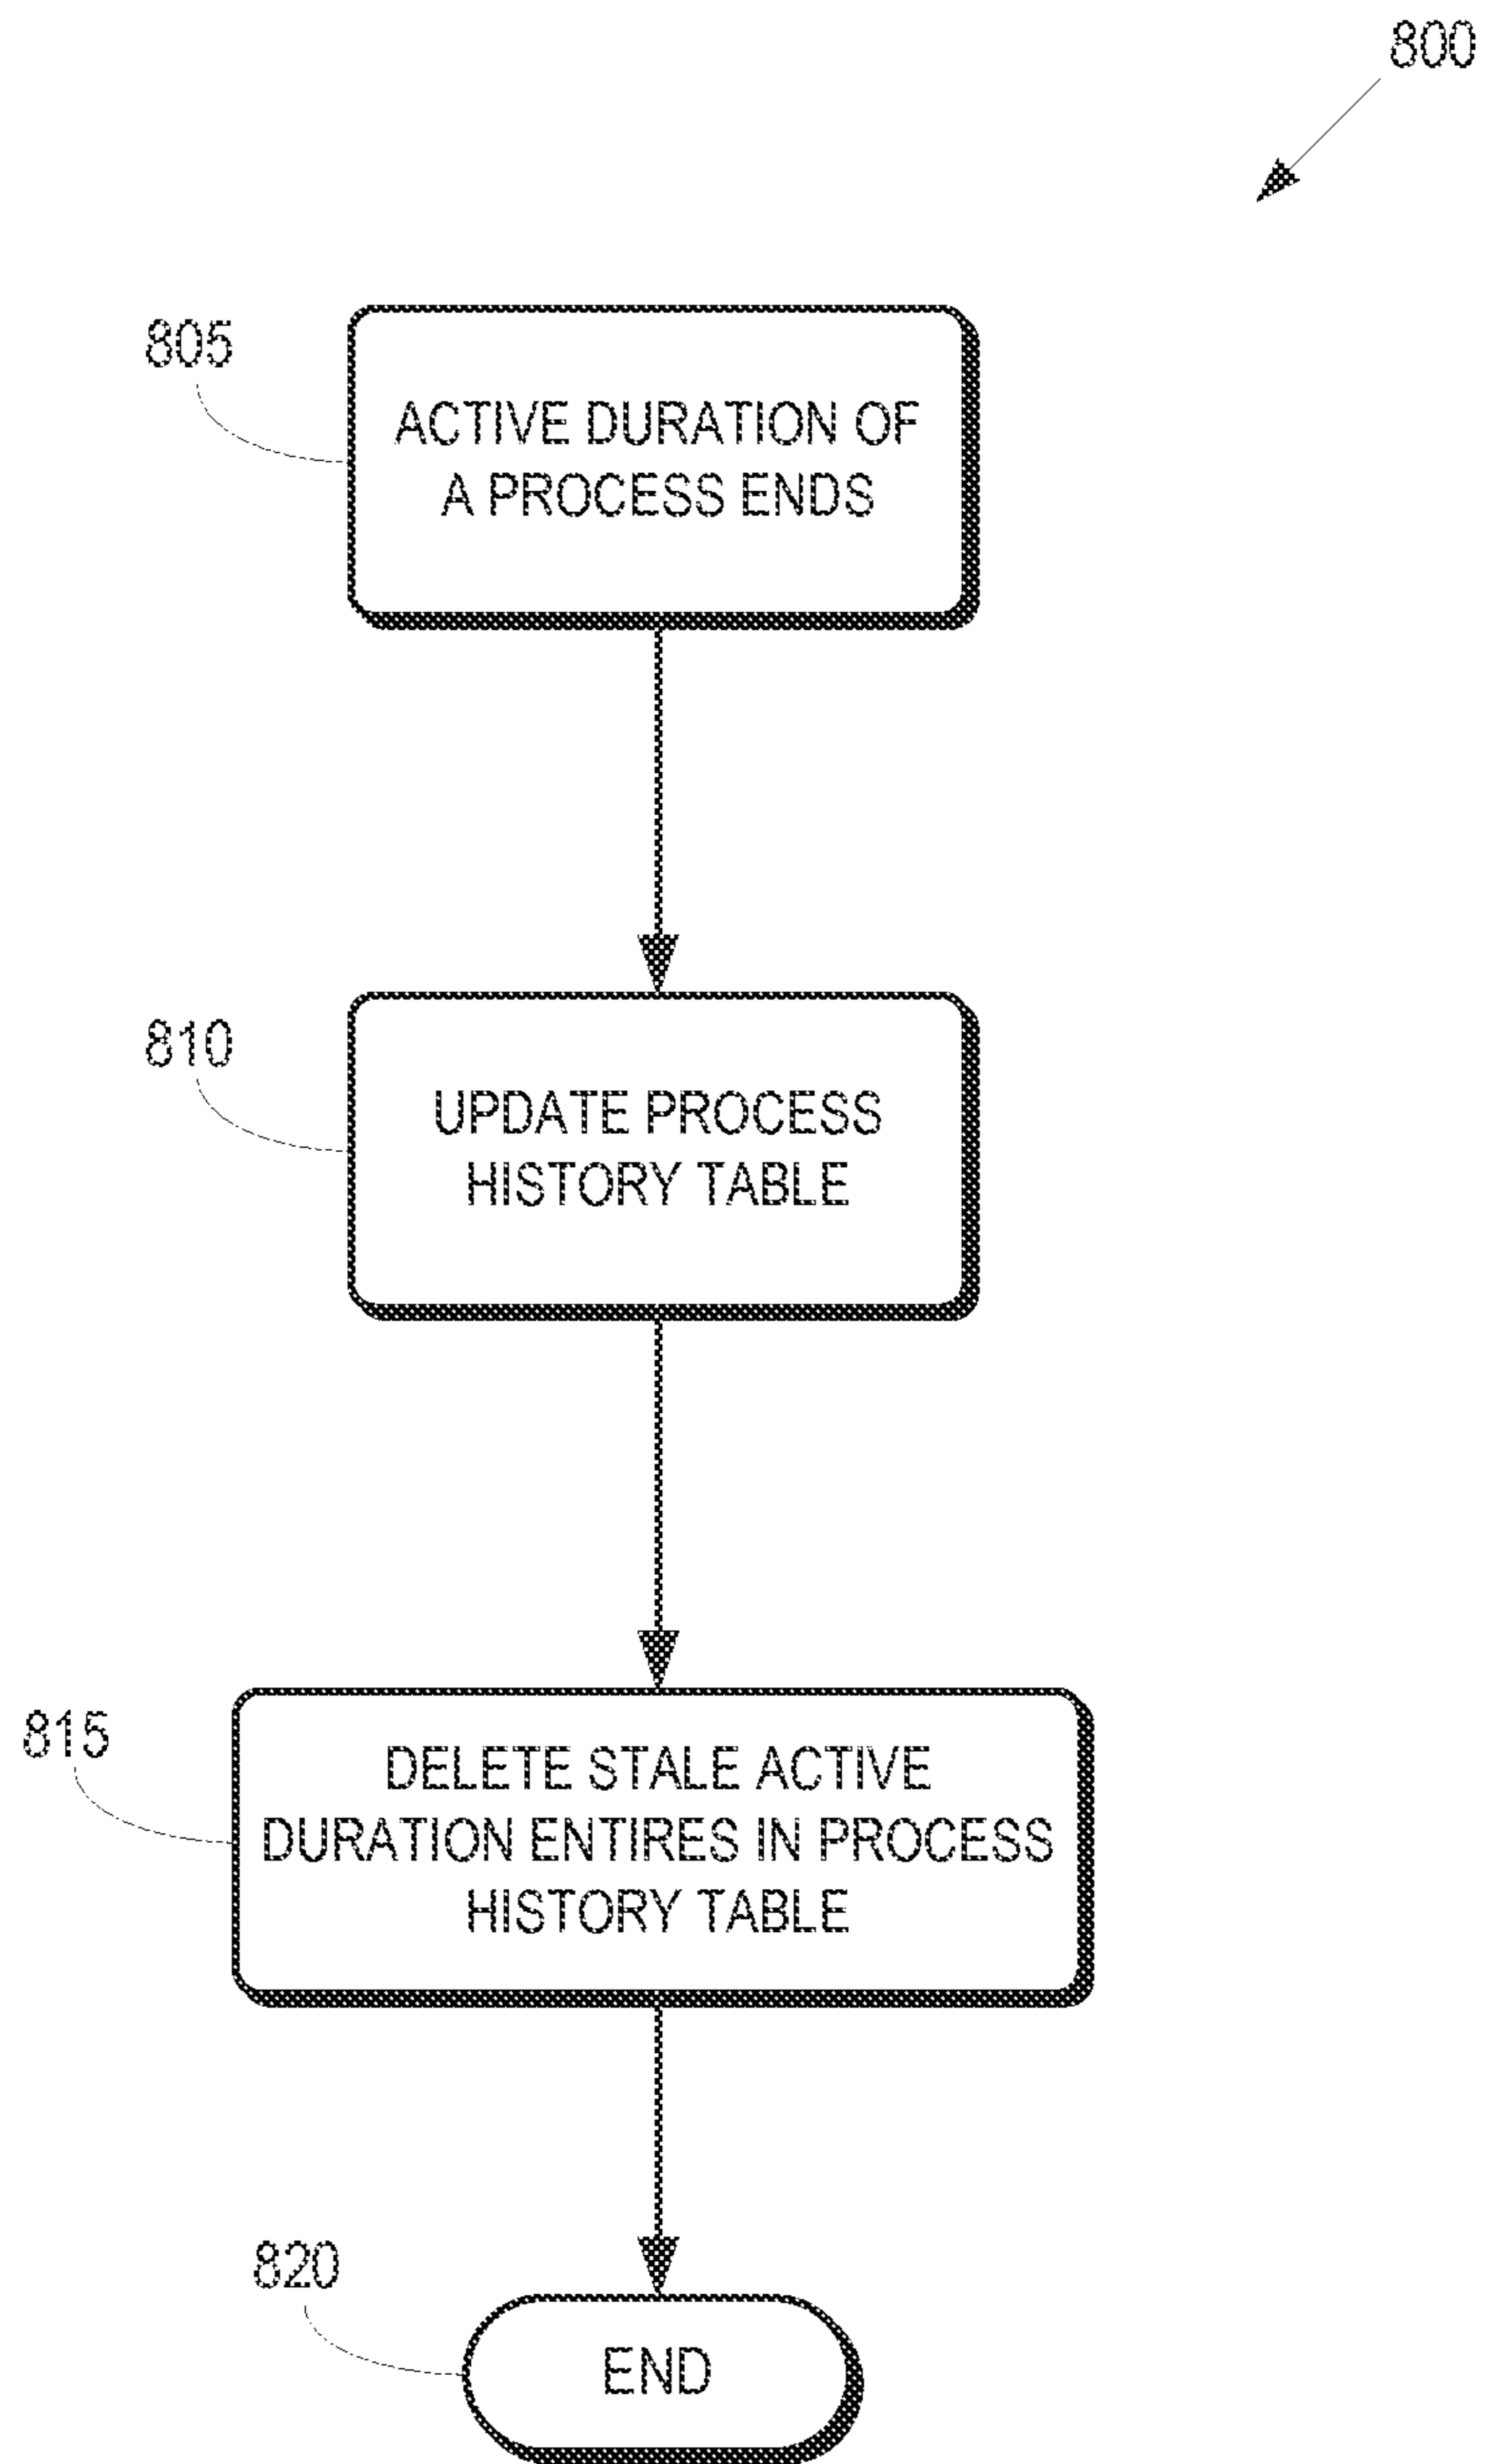 800
805
ACTIVE DURATION OF
A PROCESS ENDS
810
UPDATE PROCESS
HISTORY TABLE
815
DELETE STALE ACTIVE
DURATION ENTIRES IN PROCESS
HISTORY TABLE
820
END